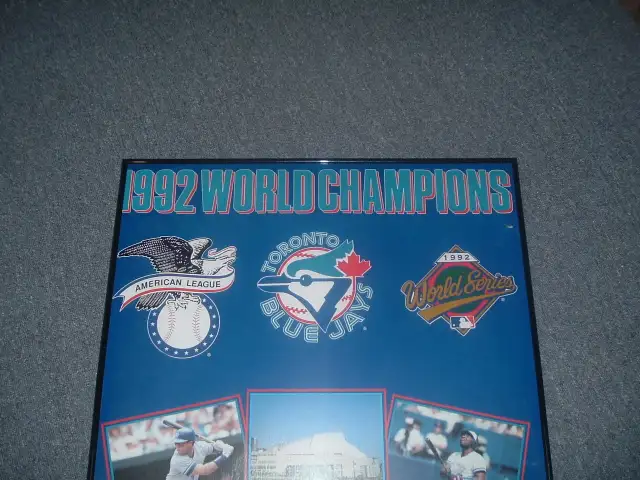 1992 WORLD CHAMPIONS
AMERICAN LEAGUE
TORONTO
BLUE JAYS
1992
World Series